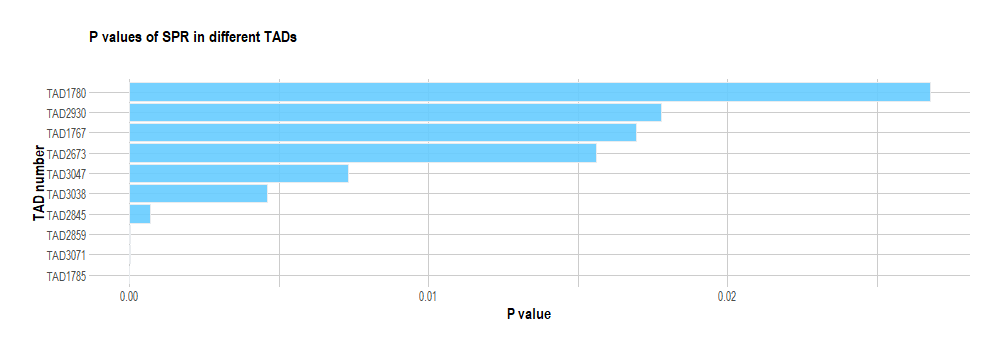 P values of SPR in different TADs
TAD number
TAD1780
TAD2930
TAD1767
TAD2673
TAD3047
TAD3038
TAD2845
TAD2859
TAD3071
TAD1785
0.00 0.01 0.02
P value